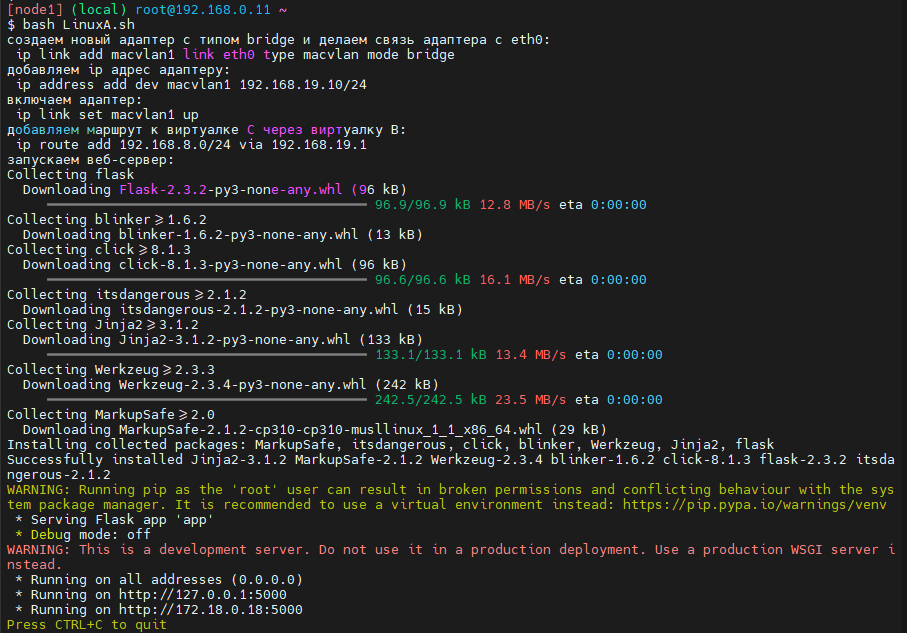 [node1] (local) root@192.168.0.11 ~
$ bash LinuxA.sh
создаем новый адаптер с типом bridge и делаем связь адаптера с eth0:
ip link add macvlan1 link eth0 type macvlan mode bridge
добавляем ip адрес адаптеру:
ip address add dev macvlan1 192.168.19.10/24
включаем адаптер:
ip link set macvlan1 up
добавляем маршрут к виртуалке C через виртуалку B:
ip route add 192.168.8.0/24 via 192.168.19.1
запускаем веб-сервер:
Collecting flask
Downloading Flask-2.3.2-py3-none-any.whl (96 kB)
96.9/96.9 kB 12.8 MB/s eta 0:00:00
Collecting blinker≥1.6.2
Downloading blinker-1.6.2-py3-none-any.whl (13 kB)
Collecting click≥8.1.3
Downloading click-8.1.3-py3-none-any.whl (96 kB)
96.6/96.6 kB 16.1 MB/s eta 0:00:00
Collecting itsdangerous≥2.1.2
Downloading itsdangerous-2.1.2-py3-none-any.whl (15 kB)
Collecting Jinja2≥3.1.2
Downloading Jinja2-3.1.2-py3-none-any.whl (133 kB)
133.1/133.1 kB 13.4 MB/s eta 0:00:00
Collecting Werkzeug≥2.3.3
Downloading Werkzeug-2.3.4-py3-none-any.whl (242 kB)
242.5/242.5 kB 23.5 MB/s eta 0:00:00
Collecting MarkupSafe≥2.0
Downloading MarkupSafe-2.1.2-cp310-cp310-musllinux_1_1_x86_64.whl (29 kB)
Installing collected packages: MarkupSafe, itsdangerous, click, blinker, Werkzeug, Jinja2, flask
Successfully installed Jinja2-3.1.2 MarkupSafe-2.1.2 Werkzeug-2.3.4 blinker-1.6.2 click-8.1.3 flask-2.3.2 itsda
ngerous-2.1.2
WARNING: Running pip as the 'root' user can result in broken permissions and conflicting behaviour with the sys
tem package manager. It is recommended to use a virtual environment instead: https://pip.pypa.io/warnings/venv
* Serving Flask app 'app'
* Debug mode: off
WARNING: This is a development server. Do not use it in a production deployment. Use a production WSGI server i
nstead.
* Running on all addresses (0.0.0.0)
* Running on http://127.0.0.1:5000
* Running on http://172.18.0.18:5000
Press CTRL+C to quit